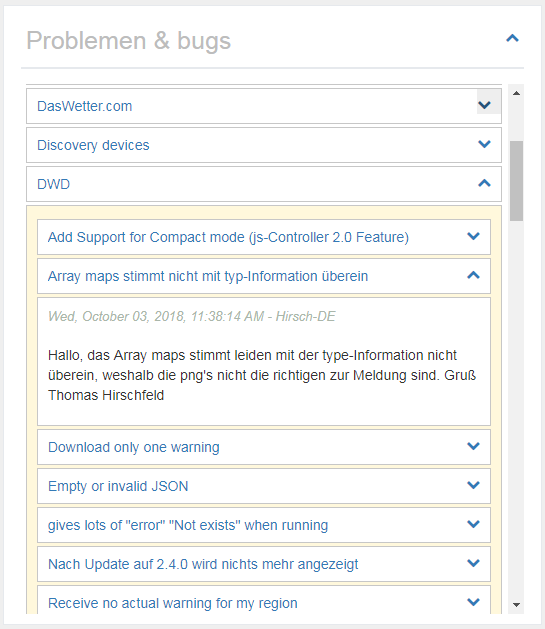 Problemen & bugs
DasWetter.com
Discovery devices
DWD
Add Support for Compact mode (js-Controller 2.0 Feature)
Array maps stimmt nicht mit typ-Information überein
Wed, October 03, 2018, 11:38:14 AM - Hirsch-DE
Hallo, das Array maps stimmt leiden mit der type-Information nicht
überein, weshalb die png's nicht die richtigen zur Meldung sind. Gruß
Thomas Hirschfeld
Download only one warning
Empty or invalid JSON
gives lots of "error" "Not exists" when running
Nach Update auf 2.4.0 wird nichts mehr angezeigt
Receive no actual warning for my region